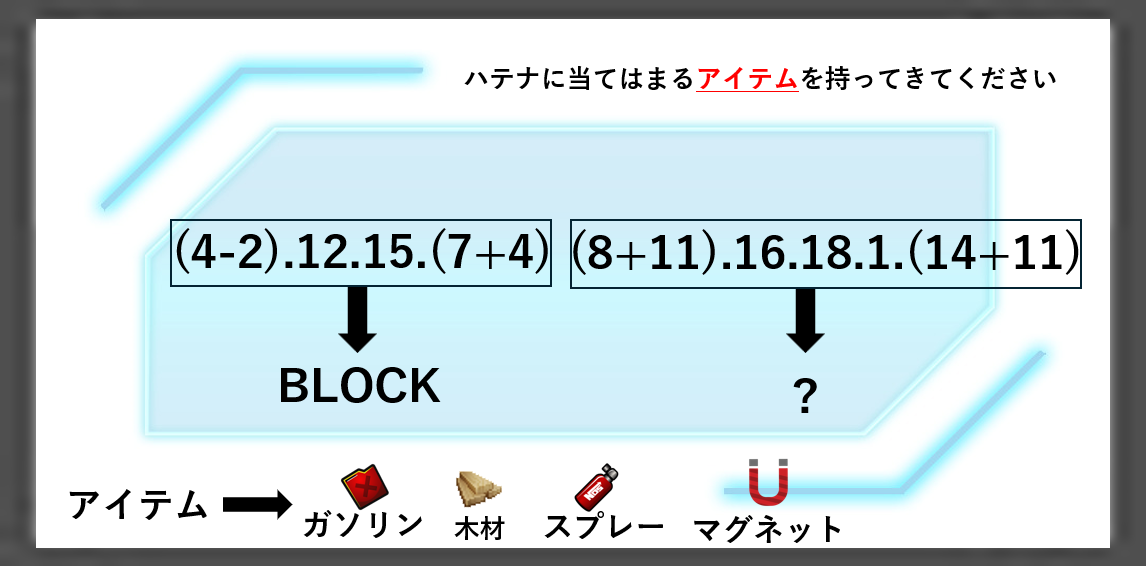 ハテナに当てはまるアイテムを持ってきてください
(4-2).12.15.(7+4)
(8+11).16.18.1.(14+11)
BLOCK
?
アイテム
ガソリン
木材
NOS
スプレー
マグネット